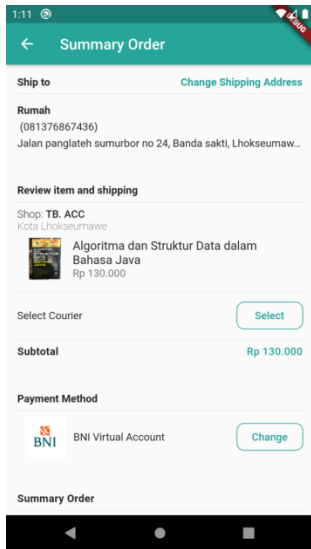 1:11
DEBUG
Summary Order
Ship to Change Shipping Address
Rumah
(081376867436)
Jalan panglateh sumurbor no 24, Banda sakti, Lhokseumaw...
Review item and shipping
Shop: TB. ACC
Kota Lhokseumawe
Algoritma dan Struktur Data dalam
Bahasa Java
Rp 130.000
Select Courier Select
Subtotal Rp 130.000
Payment Method
BNI
BNI Virtual Account Change
Summary Order